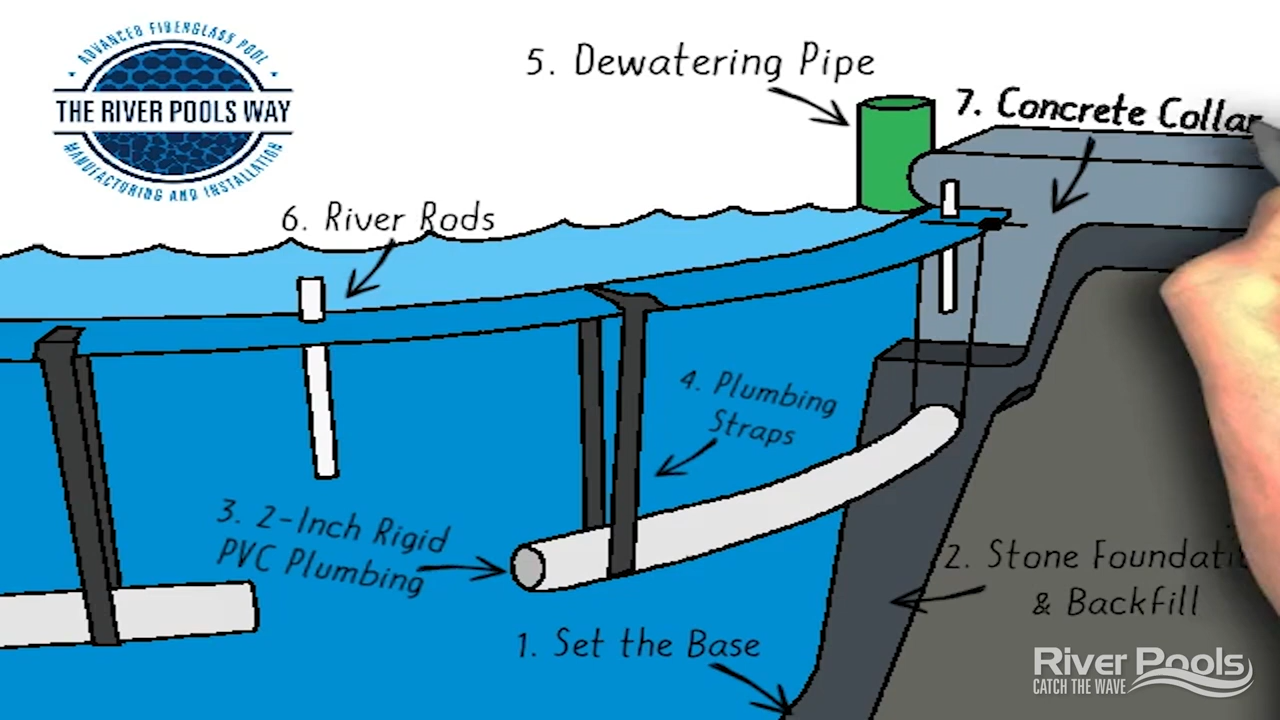 ADVANCED FIBERGLASS POOL
THE RIVER POOLS WAY
MANUFACTURING AND INSTALLATION
5. Dewatering Pipe
7. Concrete Collar
6. River Rods
4. Plumbing
Straps
3. 2-Inch Rigid
PVC Plumbing
2. Stone
& Backfill
1. Set the Base
River Pools
CATCH THE WAVE